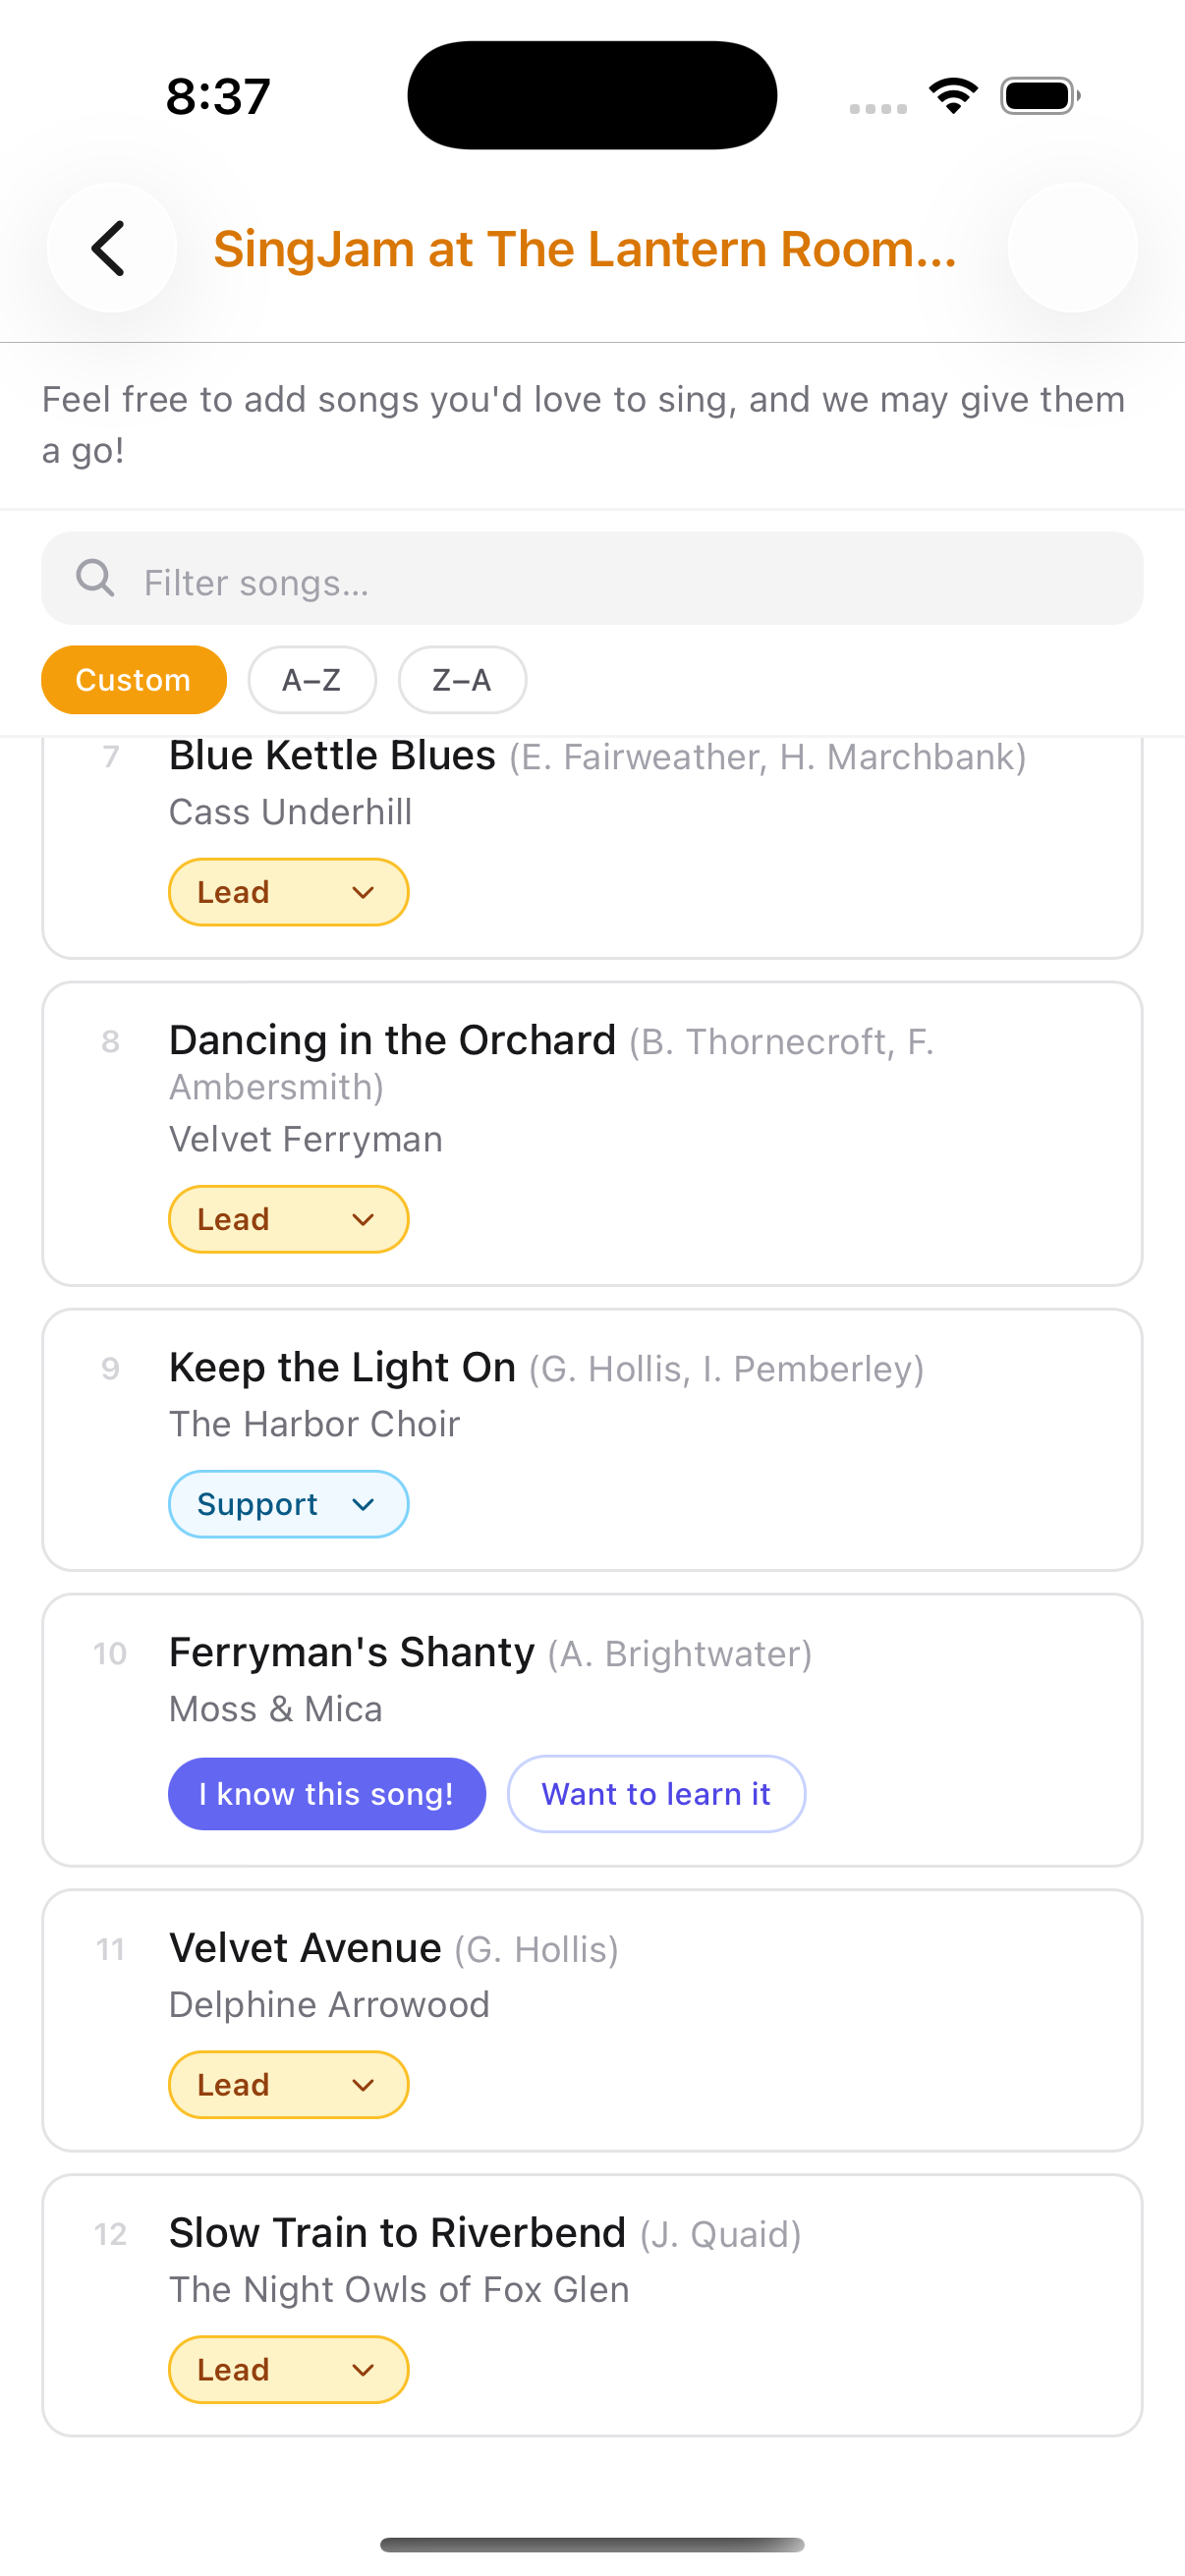 8:37
SingJam at The Lantern Room...
Feel free to add songs you'd love to sing, and we may give them
a go!
Filter songs...
Custom
A–Z
Z–A
7
Blue Kettle Blues (E. Fairweather, H. Marchbank)
Cass Underhill
Lead
8
Dancing in the Orchard (B. Thornecroft, F.
Ambersmith)
Velvet Ferryman
Lead
9
Keep the Light On (G. Hollis, I. Pemberley)
The Harbor Choir
Support
10
Ferryman's Shanty (A. Brightwater)
Moss & Mica
I know this song!
Want to learn it
11
Velvet Avenue (G. Hollis)
Delphine Arrowood
Lead
12
Slow Train to Riverbend (J. Quaid)
The Night Owls of Fox Glen
Lead